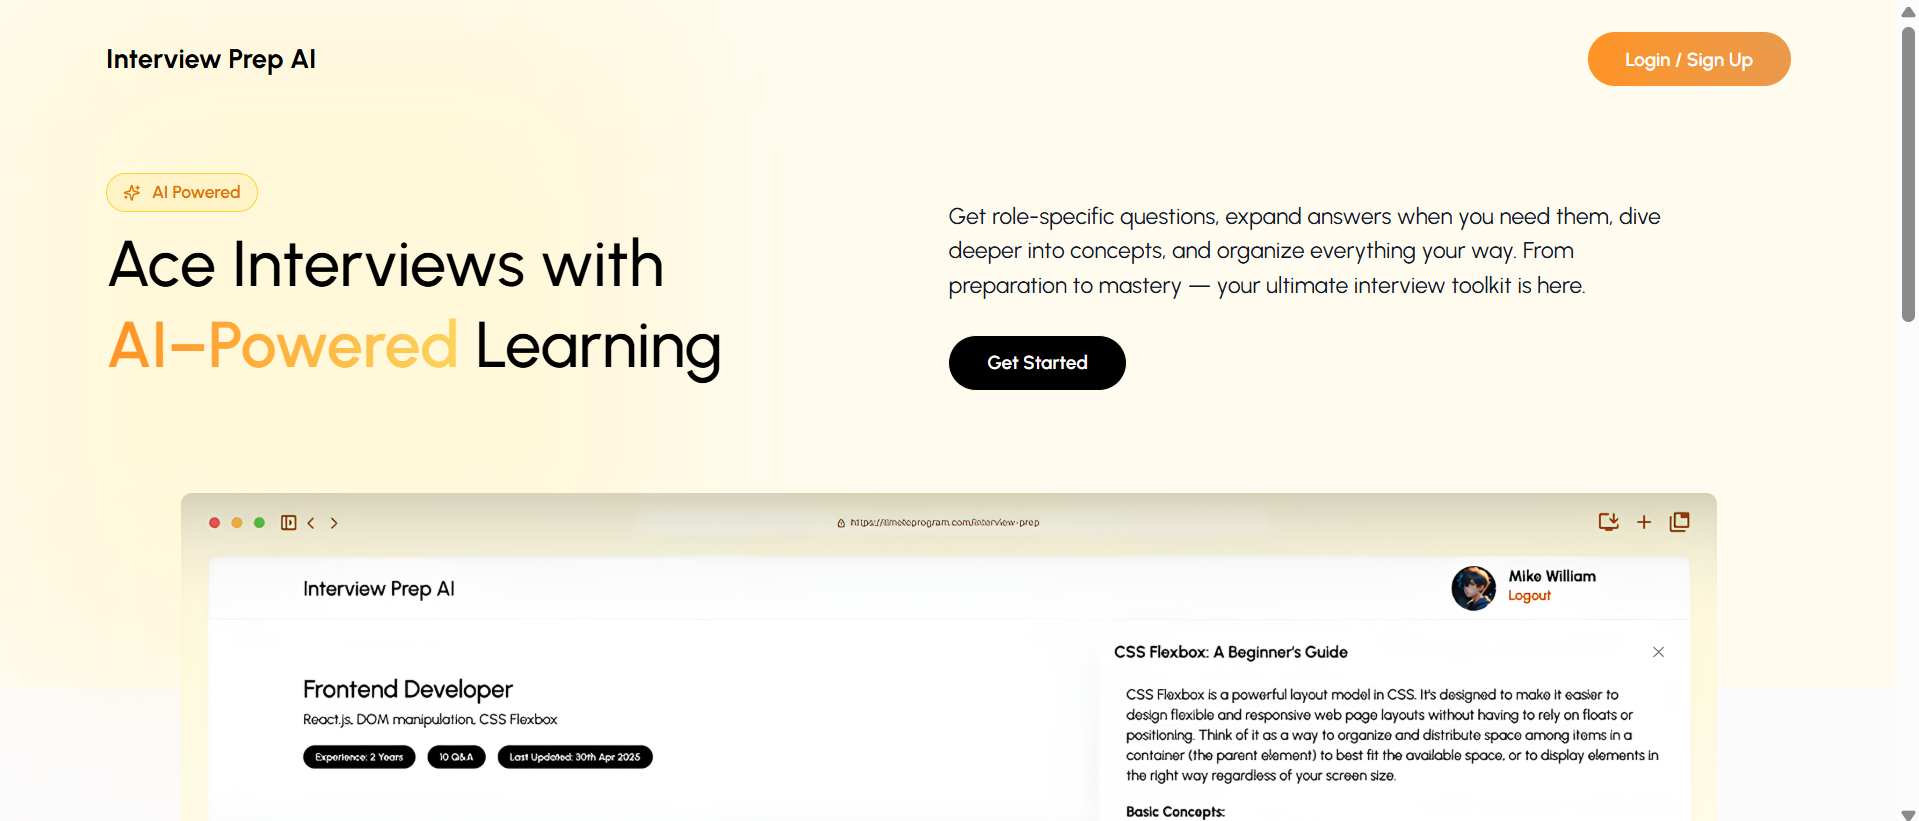 Interview Prep AI
Login / Sign Up
AI Powered
Ace Interviews with
AI-Powered Learning
Get role-specific questions, expand answers when you need them, dive
deeper into concepts, and organize everything your way. From
preparation to mastery — your ultimate interview toolkit is here.
Get Started
https://timetoprogram.com/interview-prep
Interview Prep AI
Mike William
Logout
Frontend Developer
React.js, DOM manipulation, CSS Flexbox
Experience: 2 Years
10 Q&A
Last Updated: 30th Apr 2025
CSS Flexbox: A Beginner's Guide
CSS Flexbox is a powerful layout model in CSS. It's designed to make it easier to
design flexible and responsive web page layouts without having to rely on floats or
positioning. Think of it as a way to organize and distribute space among items in a
container (the parent element) to best fit the available space, or to display elements in
the right way regardless of your screen size.
Basic Concepts: